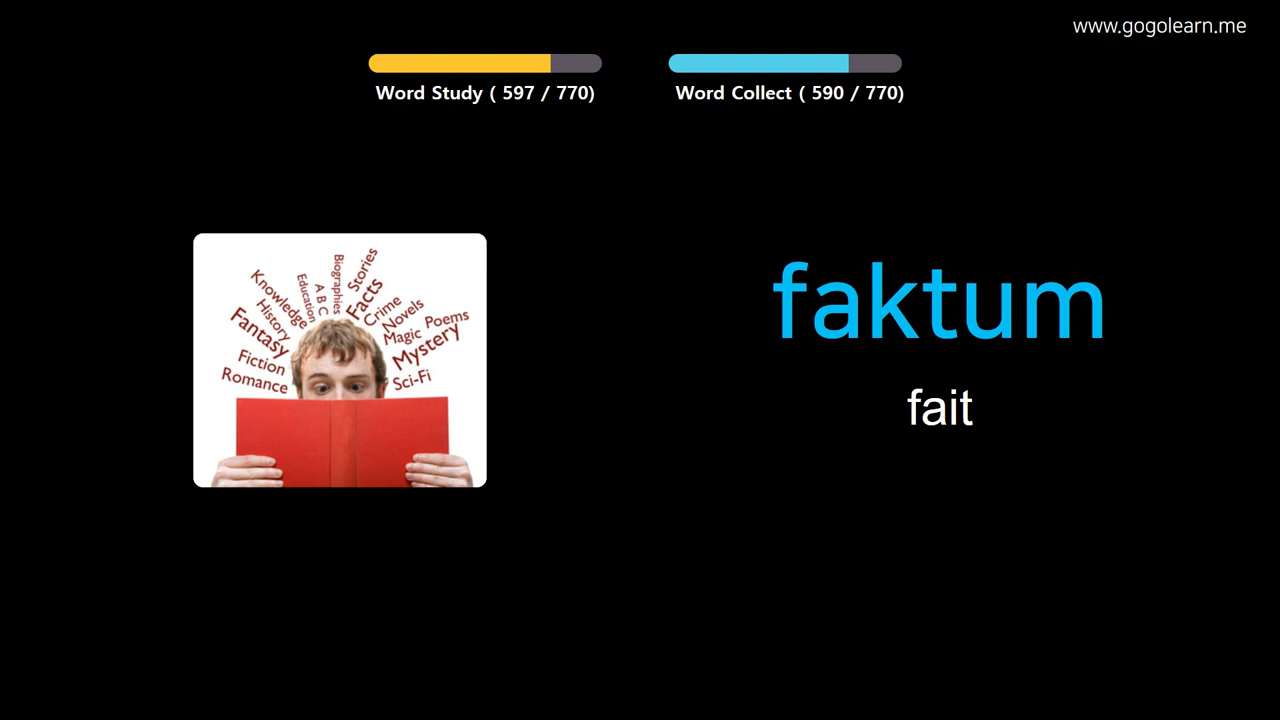 www.gogolearn.me
Word Study ( 597 / 770)
Word Collect ( 590 / 770)
Stories
Biographies
Facts
A B C
Education
Knowledge
Crime
History
Novels
Poems
Fantasy
Magic
Mystery
Fiction
Romance
Sci-Fi
faktum
fait